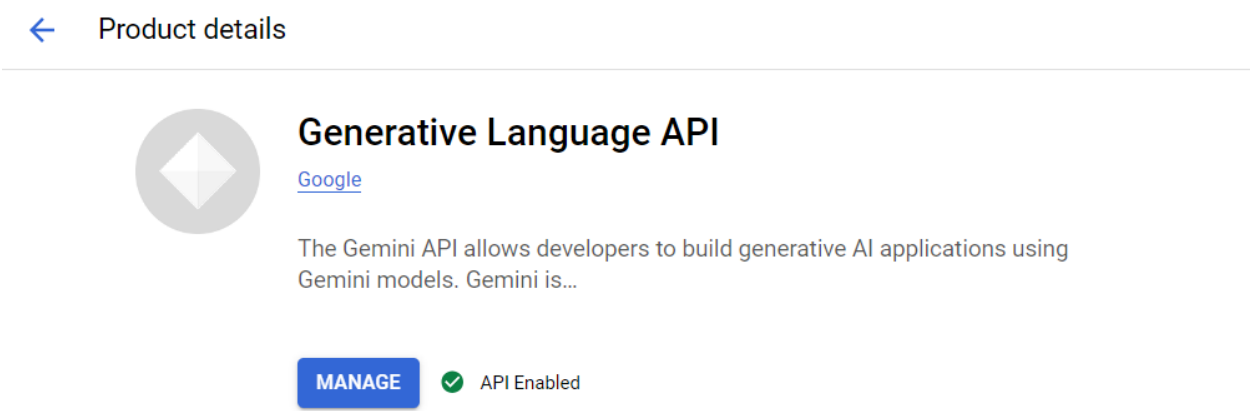 Product details
Generative Language API
Google
The Gemini API allows developers to build generative AI applications using
Gemini models. Gemini is...
MANAGE
API Enabled